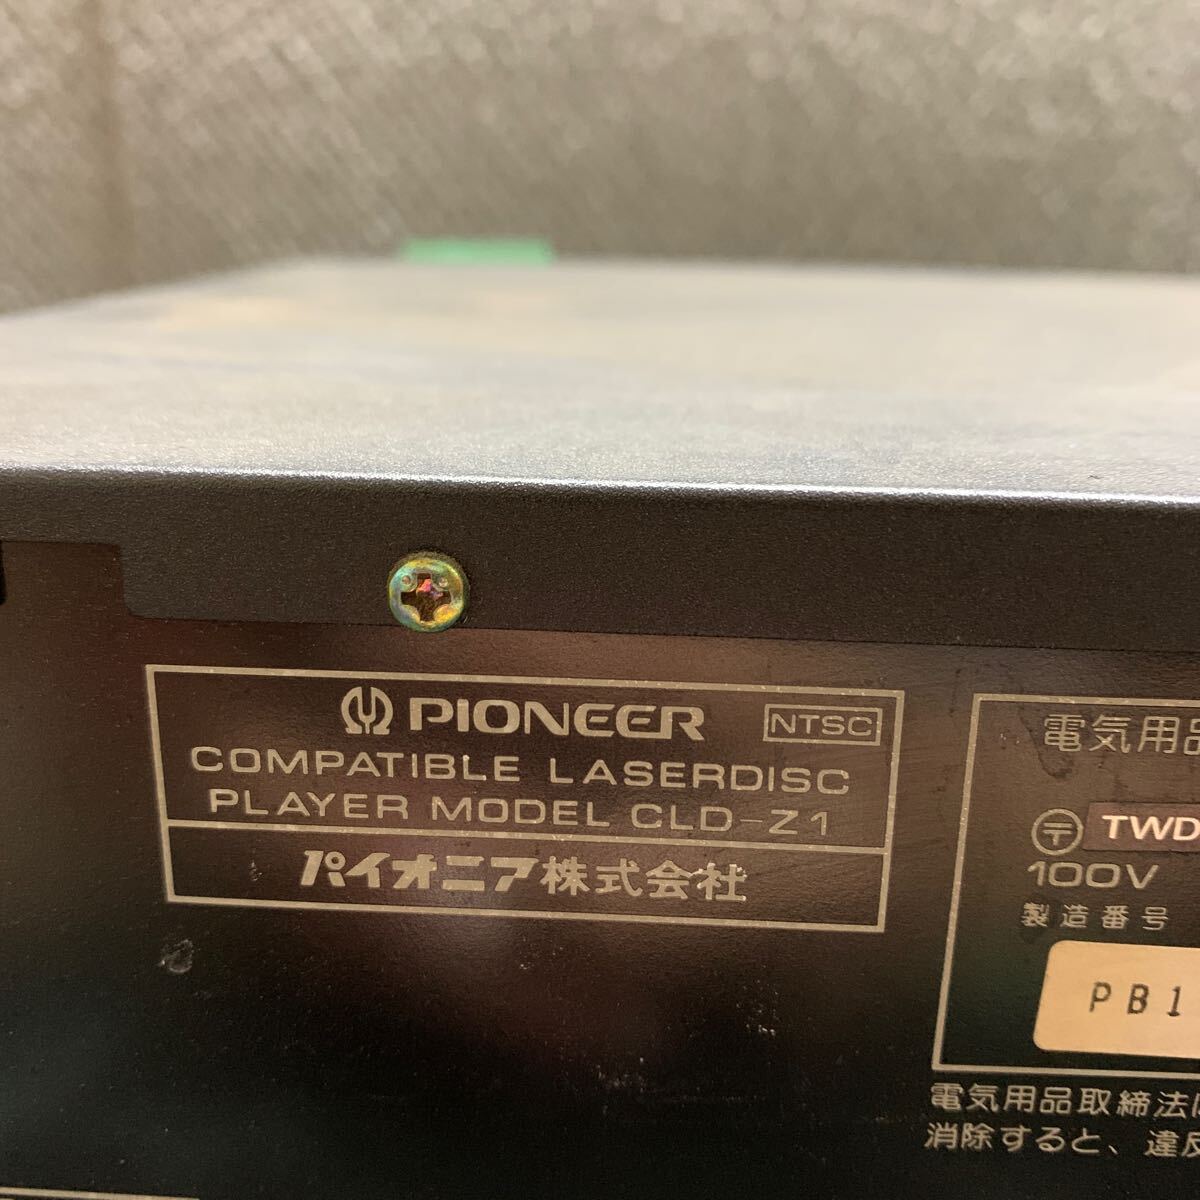 PIONEER NTSC
COMPATIBLE LASERDISC
PLAYER MODEL CLD-Z1
パイオニア株式会社
電気用品
〒 TWD
100V
製造番号
PB1
電気用品取締法に
消除すると、違反